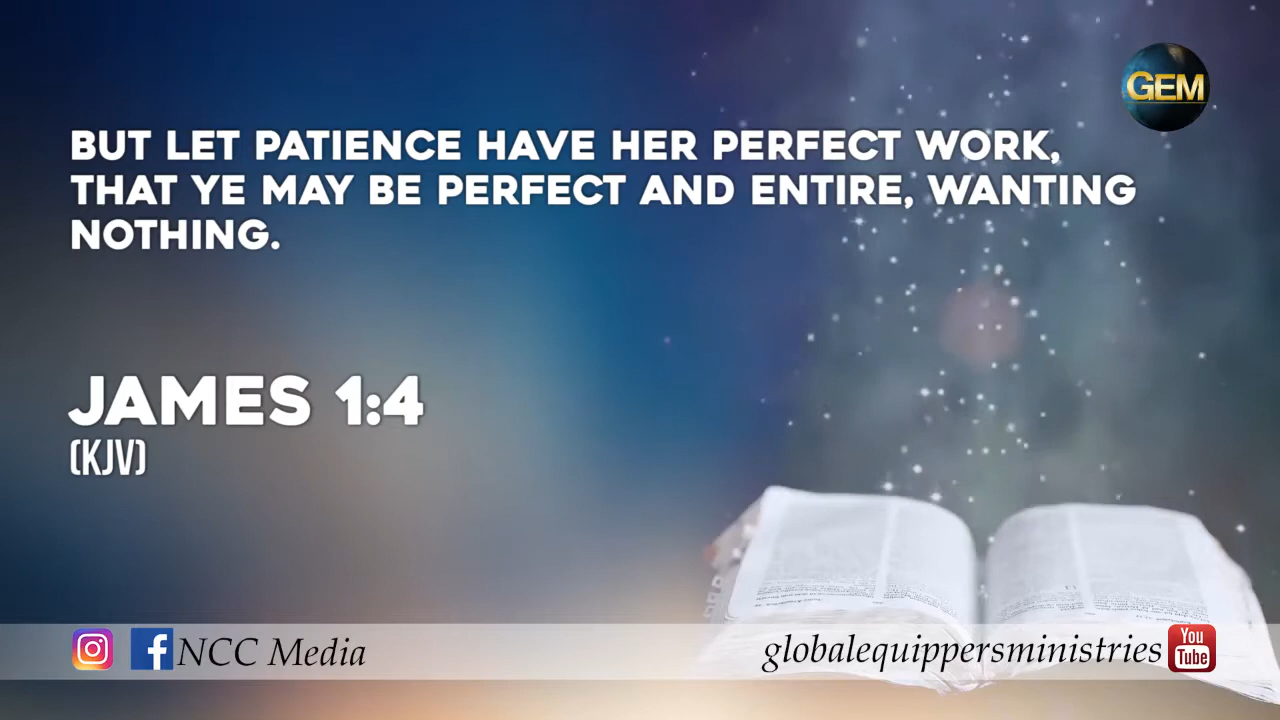 GEM
BUT LET PATIENCE HAVE HER PERFECT WORK,
THAT YE MAY BE PERFECT AND ENTIRE, WANTING
NOTHING.
JAMES 1:4
(KJV)
NCC Media
globalequippersministries
You
Tube